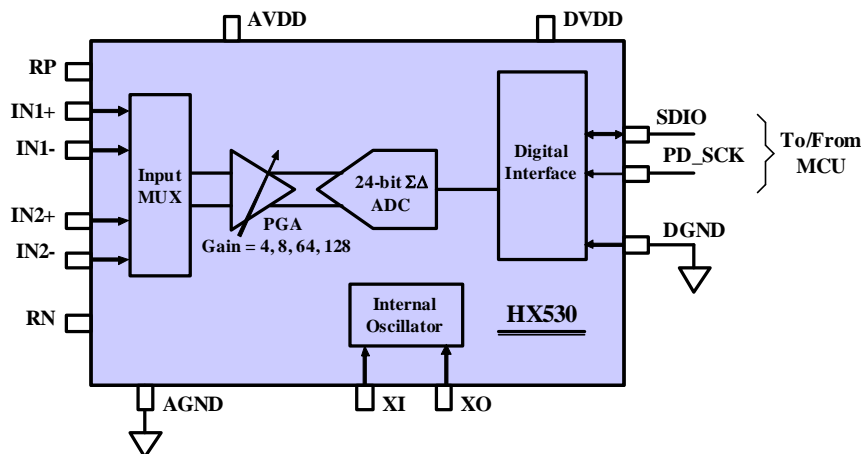 AVDD
DVDD
RP
IN1+
IN1-
IN2+
IN2-
RN
Input
MUX
PGA
Gain = 4, 8, 64, 128
24-bit ΣΔ
ADC
Digital
Interface
SDIO
PD_SCK
To/From
MCU
DGND
Internal
Oscillator
HX530
AGND
XI
XO